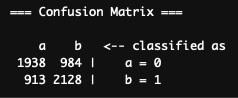 === Confusion Matrix ===
a b <-- classified as
1938 984 | a = 0
913 2128 | b = 1